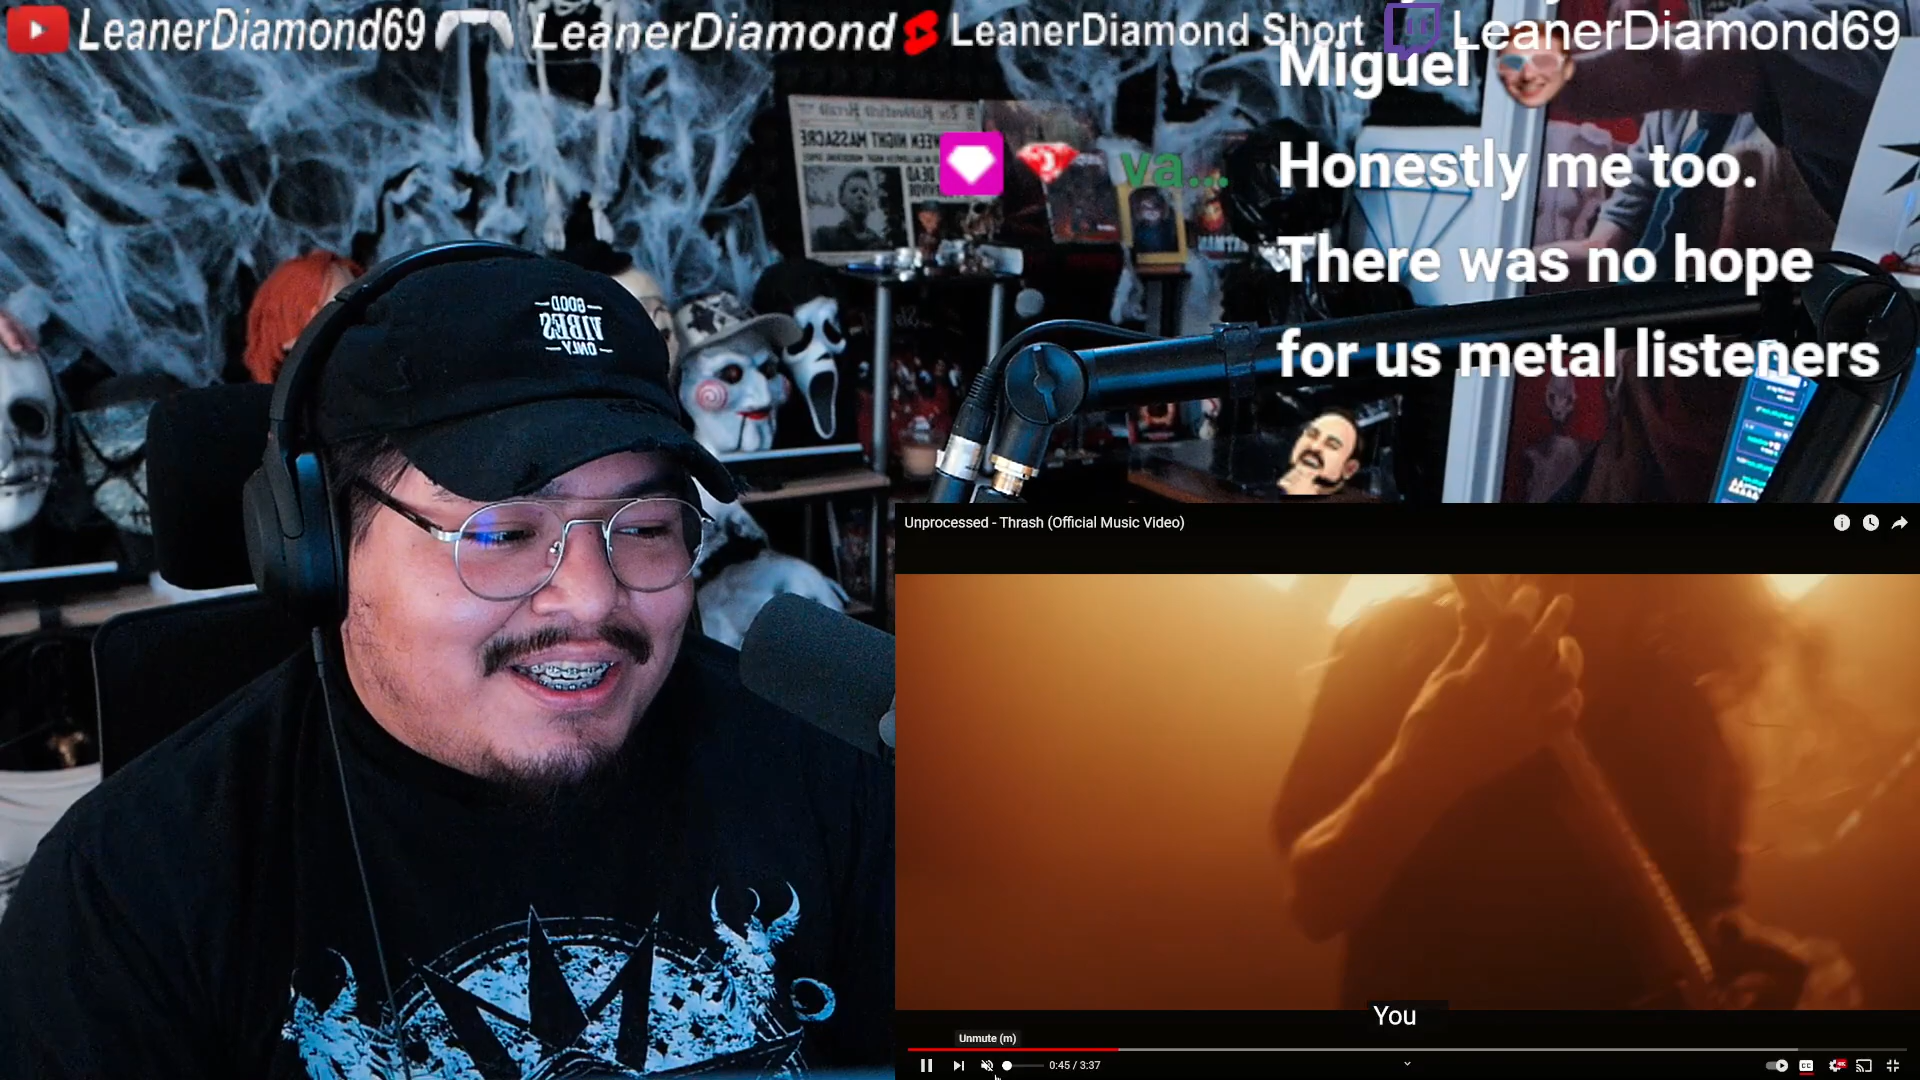 LeanerDiamond69 LeanerDiamond LeanerDiamond Short LeanerDiamond69
Miguel
va... Honestly me too.
There was no hope
for us metal listeners
GOOD
VIBES
ONLY
Unprocessed - Thrash (Official Music Video)
You
Unmute (m)
0:45 / 3:37